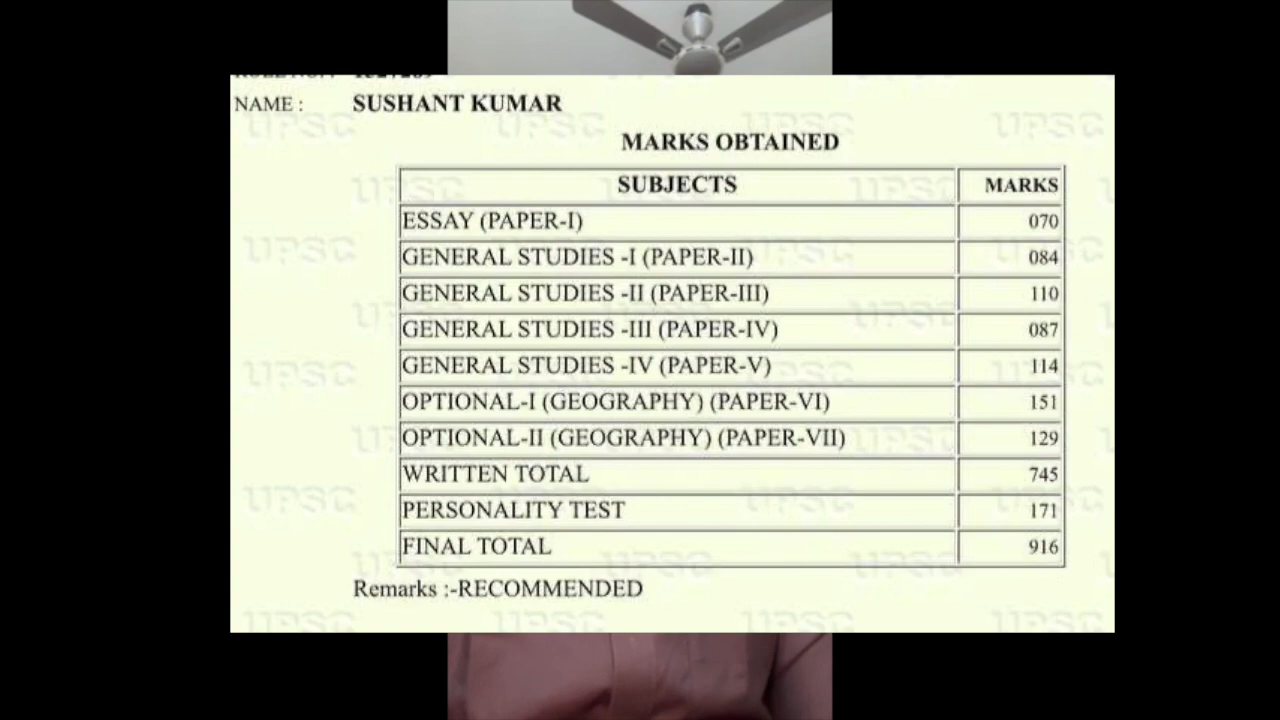 NAME : SUSHANT KUMAR
MARKS OBTAINED
SUBJECTS MARKS
ESSAY (PAPER-I) 070
GENERAL STUDIES -I (PAPER-II) 084
GENERAL STUDIES -II (PAPER-III) 110
GENERAL STUDIES -III (PAPER-IV) 087
GENERAL STUDIES -IV (PAPER-V) 114
OPTIONAL-I (GEOGRAPHY) (PAPER-VI) 151
OPTIONAL-II (GEOGRAPHY) (PAPER-VII) 129
WRITTEN TOTAL 745
PERSONALITY TEST 171
FINAL TOTAL 916
Remarks :-RECOMMENDED